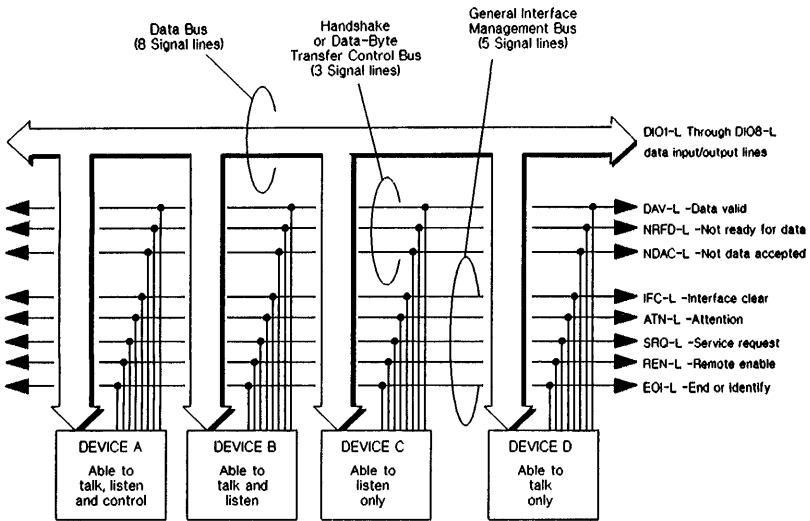 Data Bus
(8 Signal lines)
Handshake
or Data-Byte
Transfer Control Bus
(3 Signal lines)
General Interface
Management Bus
(5 Signal lines)
DIO1-L Through DIO8-L
data input/output lines
DAV-L -Data valid
NRFD-L -Not ready for data
NDAC-L -Not data accepted
IFC-L -Interface clear
ATN-L -Attention
SRQ-L -Service request
REN-L -Remote enable
EOI-L -End or Identify
DEVICE A
Able to
talk, listen
and control
DEVICE B
Able to
talk and
listen
DEVICE C
Able to
listen
only
DEVICE D
Able to
talk
only